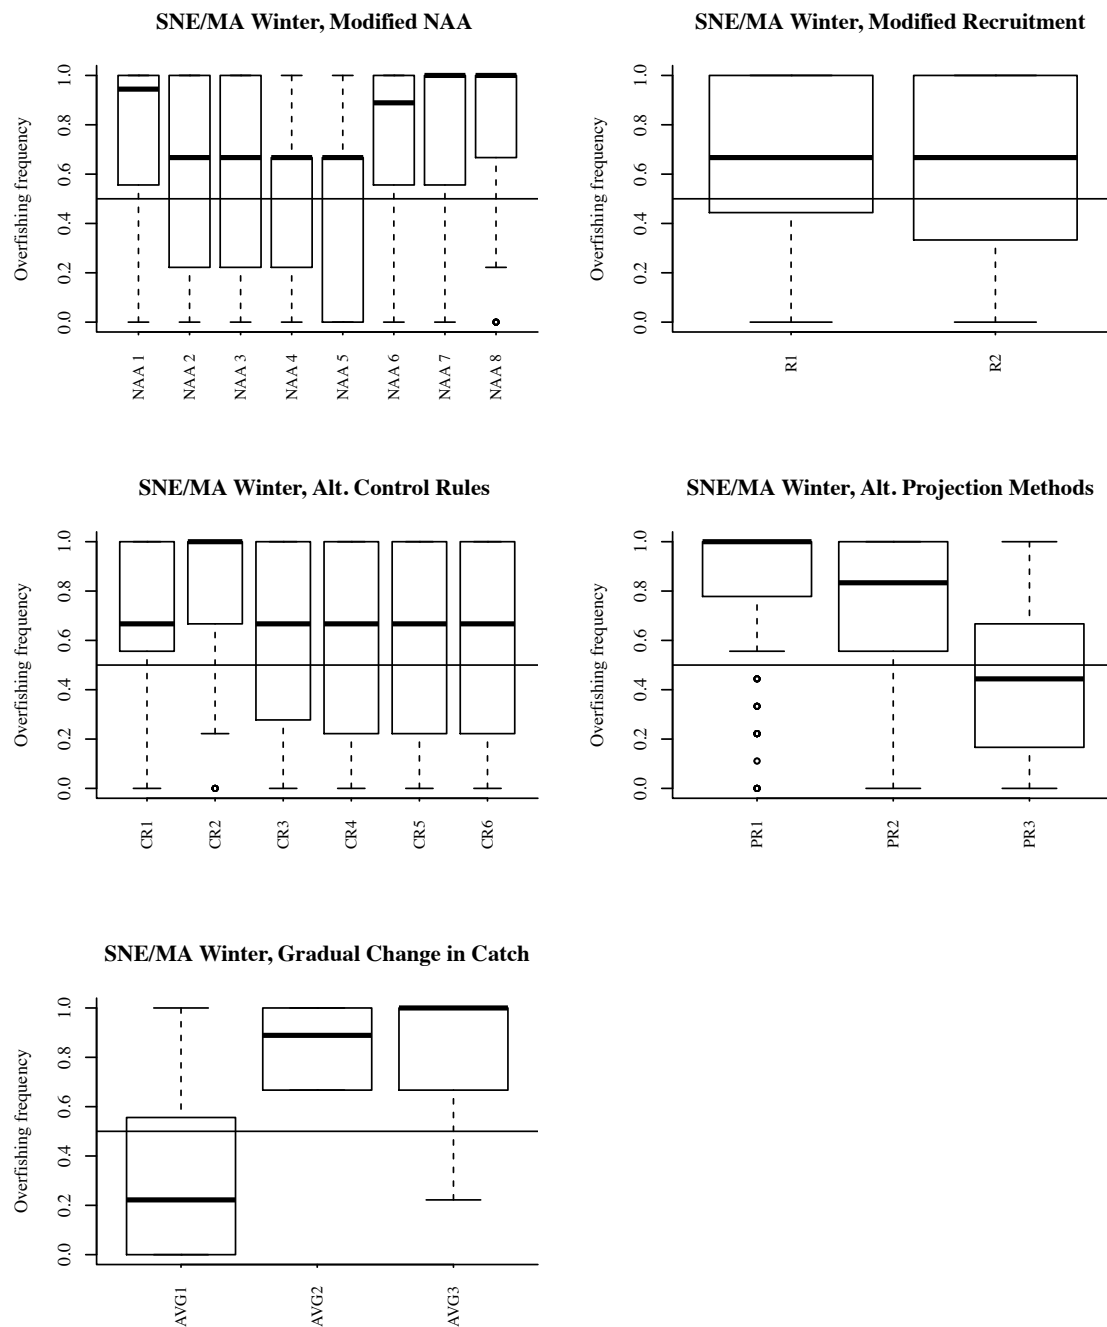 SNE/MA Winter, Modified NAA
Overfishing frequency
0.0 0.2 0.4 0.6 0.8 1.0
NAA 1 NAA 2 NAA 3 NAA 4 NAA 5 NAA 6 NAA 7 NAA 8
SNE/MA Winter, Modified Recruitment
Overfishing frequency
0.0 0.2 0.4 0.6 0.8 1.0
R1 R2
SNE/MA Winter, Alt. Control Rules
Overfishing frequency
0.0 0.2 0.4 0.6 0.8 1.0
CR1 CR2 CR3 CR4 CR5 CR6
SNE/MA Winter, Alt. Projection Methods
Overfishing frequency
0.0 0.2 0.4 0.6 0.8 1.0
PR1 PR2 PR3
SNE/MA Winter, Gradual Change in Catch
Overfishing frequency
0.0 0.2 0.4 0.6 0.8 1.0
AVG1 AVG2 AVG3